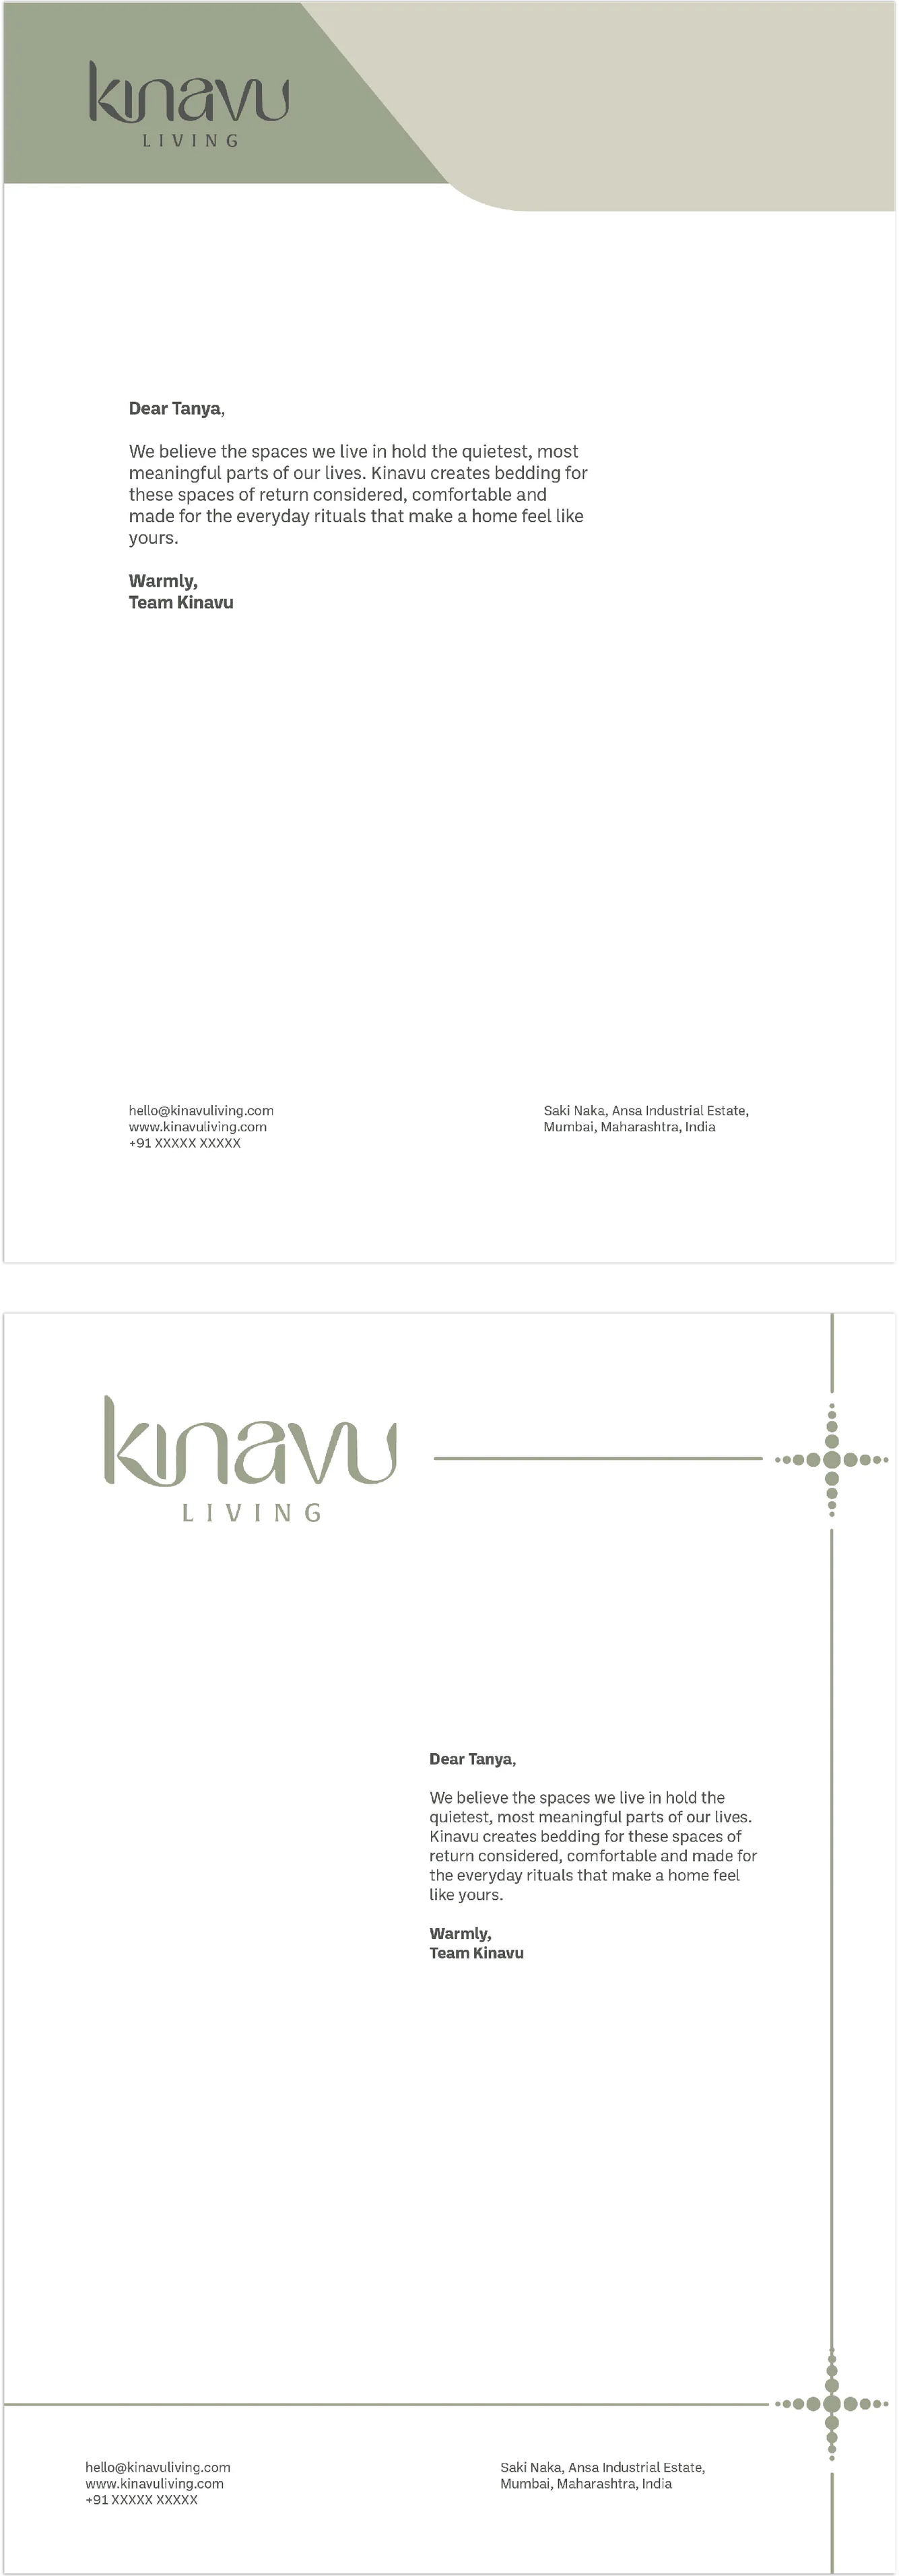 kinavu
LIVING
Dear Tanya,
We believe the spaces we live in hold the quietest, most
meaningful parts of our lives. Kinavu creates bedding for
these spaces of return considered, comfortable and
made for the everyday rituals that make a home feel like
yours.
Warmly,
Team Kinavu
hello@kinavuliving.com
www.kinavuliving.com
+91 XXXXX XXXXX
Saki Naka, Ansa Industrial Estate,
Mumbai, Maharashtra, India
kinavu
LIVING
Dear Tanya,
We believe the spaces we live in hold the
quietest, most meaningful parts of our lives.
Kinavu creates bedding for these spaces of
return considered, comfortable and made for
the everyday rituals that make a home feel
like yours.
Warmly,
Team Kinavu
hello@kinavuliving.com
www.kinavuliving.com
+91 XXXXX XXXXX
Saki Naka, Ansa Industrial Estate,
Mumbai, Maharashtra, India